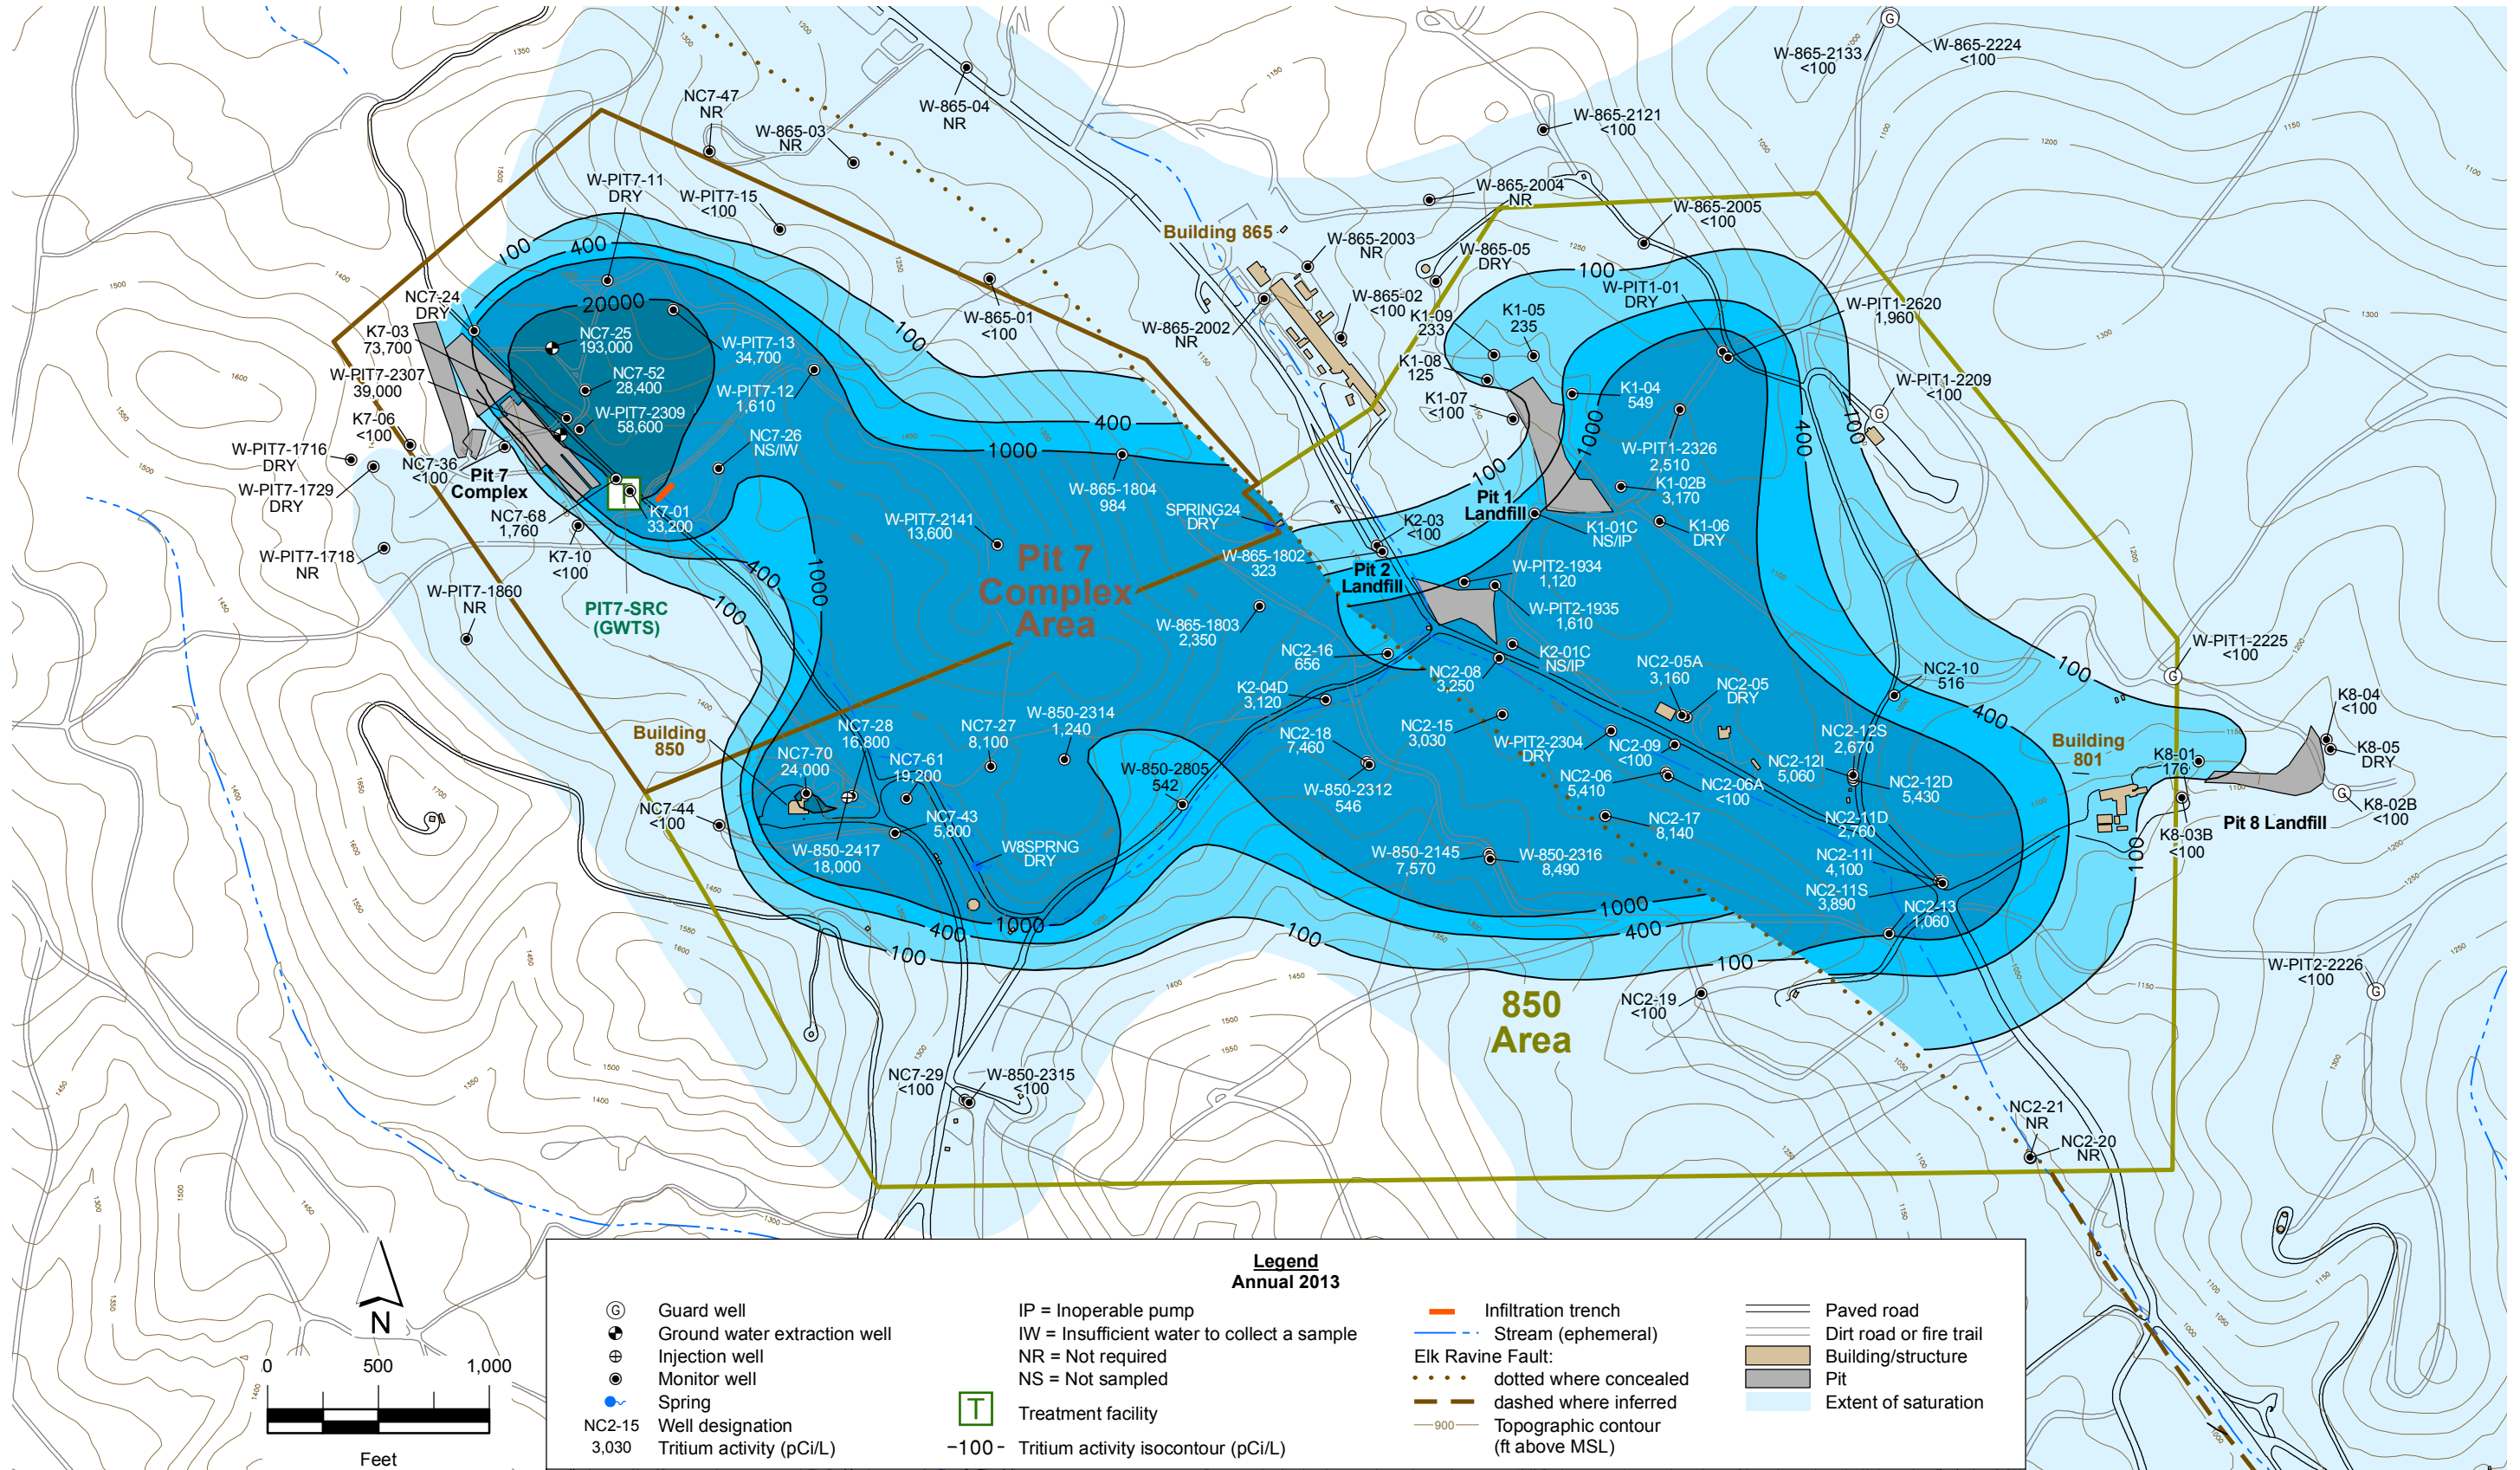 W-865-2133
<100
W-865-2224
<100
W-865-04
NR
NC7-47
NR
W-865-03
NR
W-865-2121
<100
W-PIT7-11
DRY
W-PIT7-15
<100
W-865-2004
NR
W-865-2005
<100
Building 865
W-865-2003
NR
W-865-05
DRY
100
400
20000
100
W-PIT1-01
DRY
W-PIT1-2620
1,960
NC7-24
DRY
K7-03
73,700
NC7-25
193,000
W-PIT7-13
34,700
W-865-01
<100
W-865-2002
NR
W-865-02
<100
K1-09
233
K1-05
235
100
W-PIT7-2307
39,000
NC7-52
28,400
W-PIT7-12
1,610
K1-08
125
K1-04
549
W-PIT1-2209
<100
K7-06
<100
W-PIT7-2309
58,600
K1-07
<100
1000
400
100
400
1000
W-PIT7-1716
DRY
NC7-36
<100
Pit 7
Complex
NC7-26
NS/IW
W-865-1804
984
100
W-PIT1-2326
2,510
K1-02B
3,170
W-PIT7-1729
DRY
NC7-68
1,760
T
K7-01
33,200
W-PIT7-2141
13,600
SPRING24
DRY
Pit 1
Landfill
K1-01C
NS/IP
K1-06
DRY
K2-03
<100
W-PIT7-1718
NR
K7-10
<100
400
1000
Pit 7
Complex
Area
W-865-1802
323
Pit 2
Landfill
W-PIT2-1934
1,120
W-PIT7-1860
NR
PIT7-SRC
(GWTS)
100
W-865-1803
2,350
W-PIT2-1935
1,610
NC2-16
656
K2-01C
NS/IP
NC2-08
3,250
NC2-05A
3,160
NC2-05
DRY
NC2-10
516
100
W-PIT1-2225
<100
K2-04D
3,120
400
K8-04
<100
Building
850
NC7-70
24,000
NC7-28
16,800
NC7-61
19,200
NC7-27
8,100
W-850-2314
1,240
NC2-18
7,460
NC2-15
3,030
W-PIT2-2304
DRY
NC2-09
<100
NC2-12S
2,670
NC2-12I
5,060
NC2-12D
5,430
Building
801
K8-01
176
K8-05
DRY
W-850-2805
542
W-850-2312
546
NC2-06
5,410
NC2-06A
<100
K8-02B
<100
NC7-44
<100
NC7-43
5,800
W-850-2417
18,000
W8SPRNG
DRY
W-850-2145
7,570
W-850-2316
8,490
NC2-17
8,140
NC2-11D
2,760
NC2-11I
4,100
NC2-11S
3,890
NC2-13
1,060
100
K8-03B
<100
Pit 8 Landfill
1000
400
100
100
1000
400
100
W-PIT2-2226
<100
NC2-19
<100
850
Area
NC7-29
<100
W-850-2315
<100
NC2-21
NR
NC2-20
NR
N
0 500 1,000
Feet
Legend
Annual 2013
G Guard well
Ground water extraction well
Injection well
Monitor well
Spring
NC2-15 Well designation
3,030 Tritium activity (pCi/L)
IP = Inoperable pump
IW = Insufficient water to collect a sample
NR = Not required
NS = Not sampled
T Treatment facility
-100- Tritium activity isocontour (pCi/L)
Infiltration trench
Stream (ephemeral)
Elk Ravine Fault:
dotted where concealed
dashed where inferred
900 Topographic contour
(ft above MSL)
Paved road
Dirt road or fire trail
Building/structure
Pit
Extent of saturation